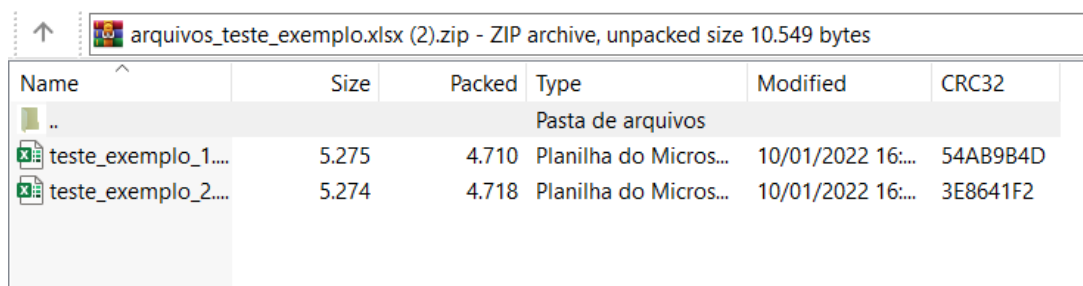 arquivos_teste_exemplo.xlsx (2).zip - ZIP archive, unpacked size 10.549 bytes
Name Size Packed Type Modified CRC32
.. Pasta de arquivos
teste_exemplo_1.... 5.275 4.710 Planilha do Micros... 10/01/2022 16:... 54AB9B4D
teste_exemplo_2.... 5.274 4.718 Planilha do Micros... 10/01/2022 16:... 3E8641F2